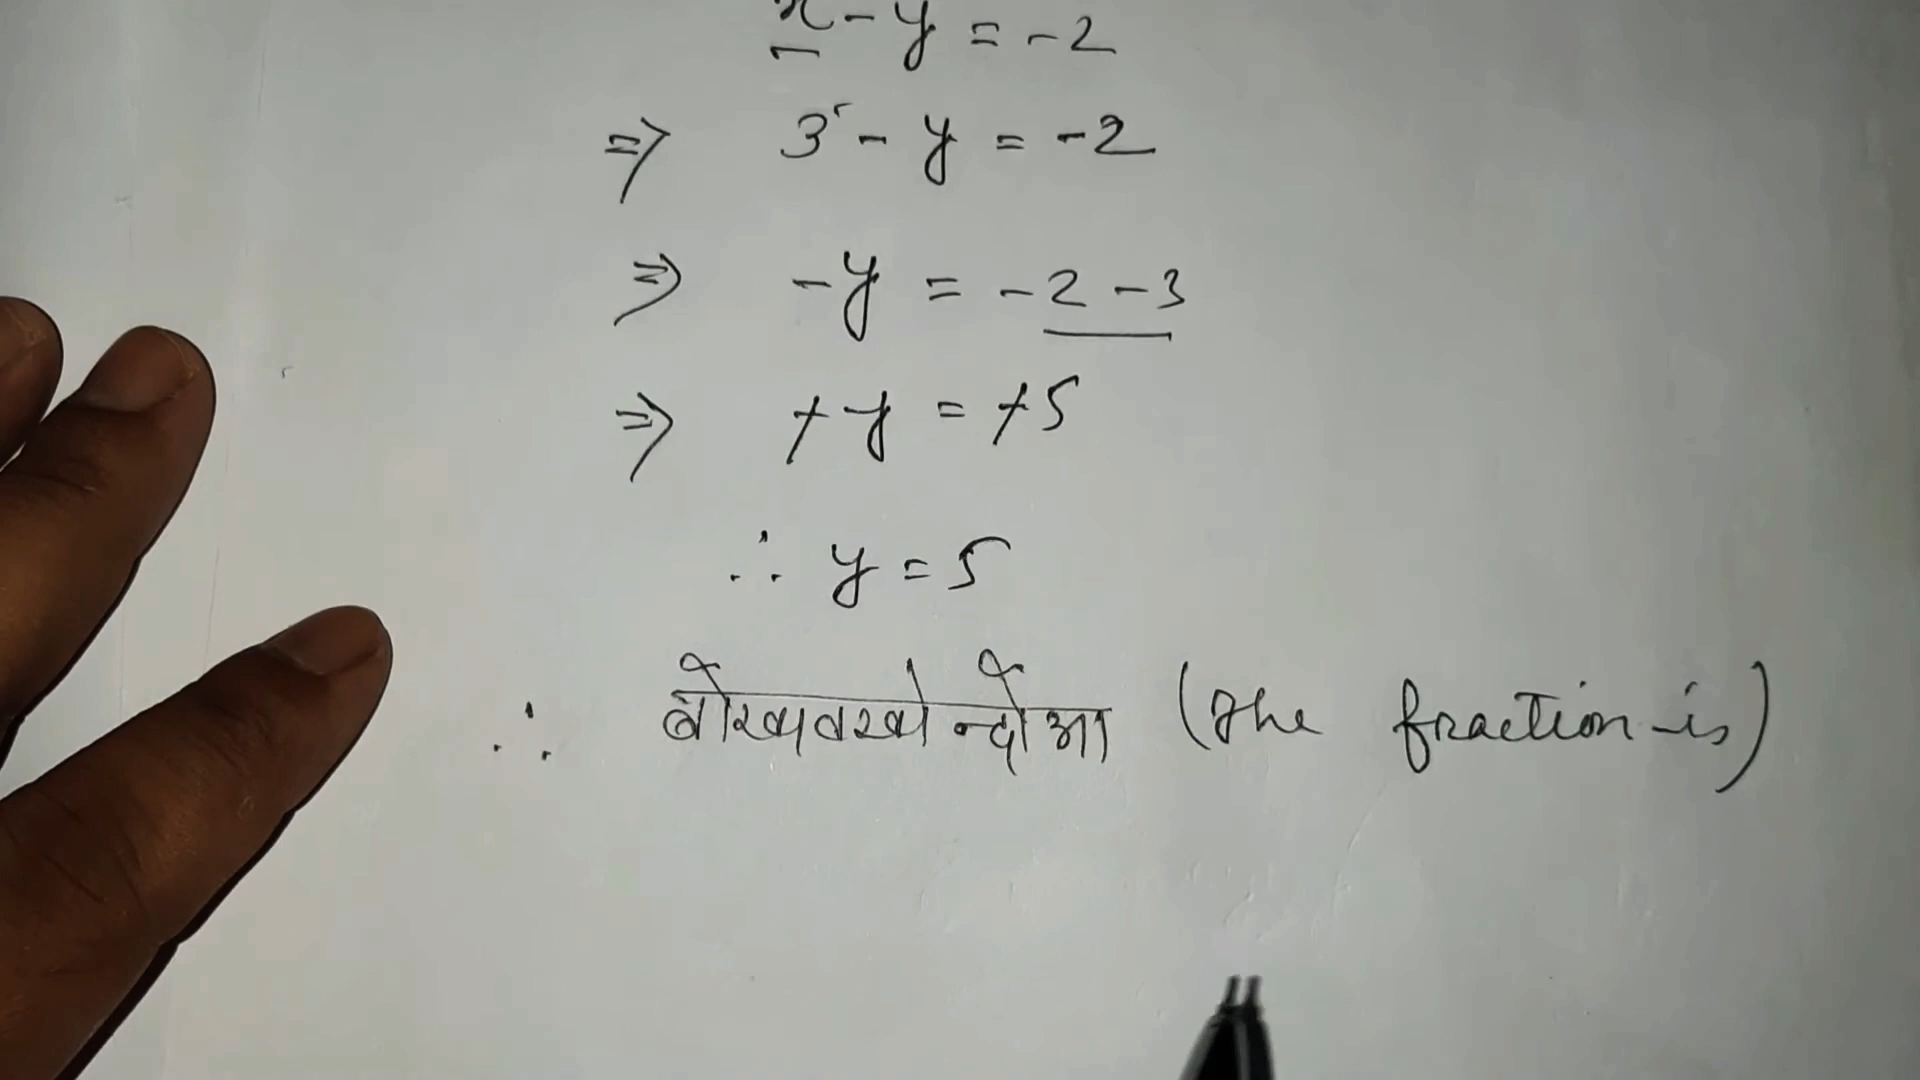 x - y = -2
⇒ 3 - y = -2
⇒ -y = -2 -3
⇒ +y = +5
∴ y = 5
∴ (The fraction is)